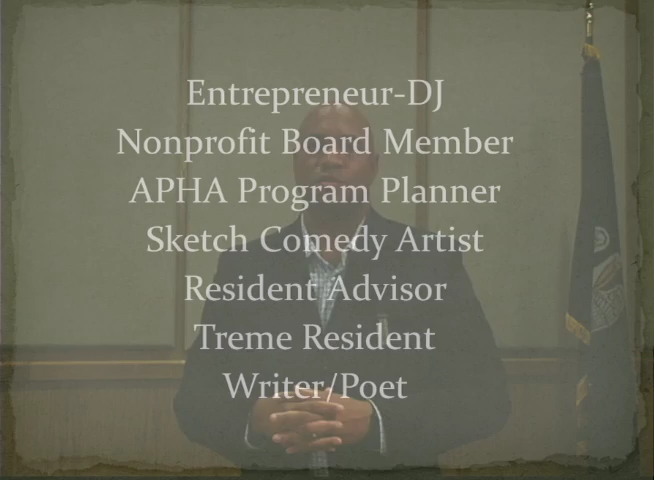 Entrepreneur-DJ
Nonprofit Board Member
APHA Program Planner
Sketch Comedy Artist
Resident Advisor
Treme Resident
Writer/Poet